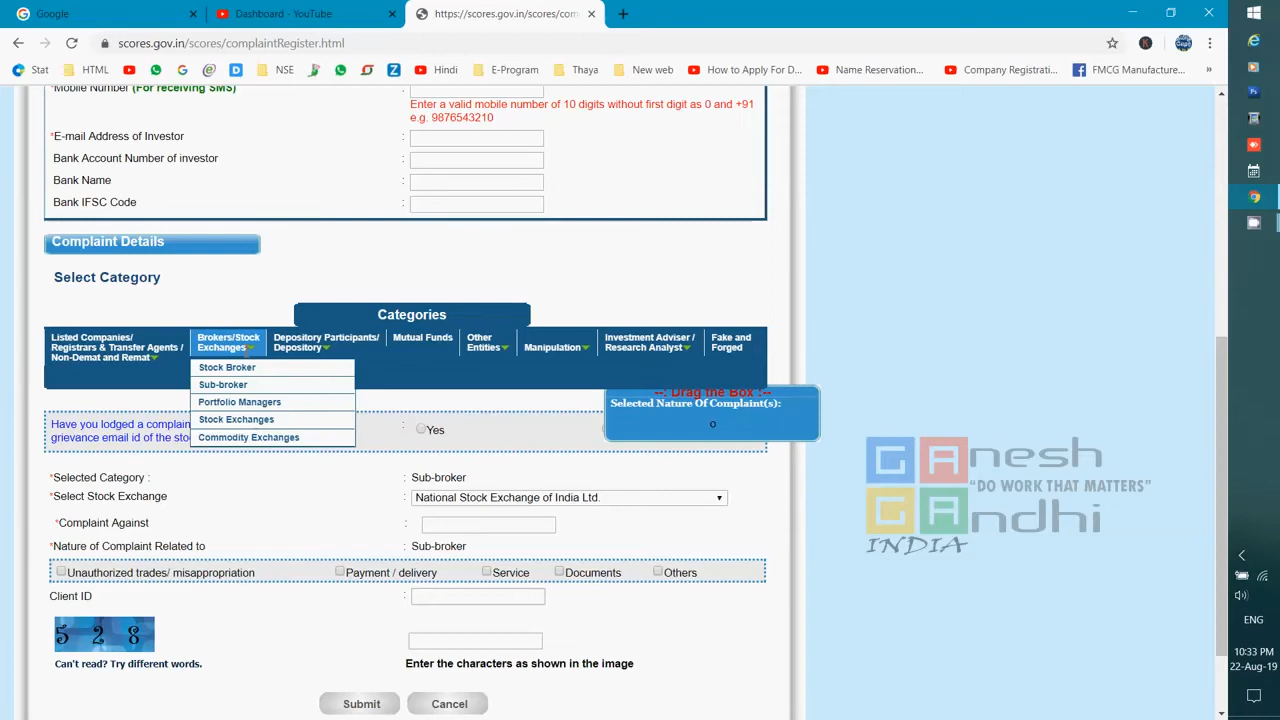 Google
Dashboard - YouTube
https://scores.gov.in/scores/com
scores.gov.in/scores/complaintRegister.html
Stat
HTML
NSE
Hindi
E-Program
Thaya
New web
How to Apply For D...
Name Reservation...
Company Registrati...
FMCG Manufacture...
»
*Mobile Number (For receiving SMS) :
Enter a valid mobile number of 10 digits without first digit as 0 and +91
e.g. 9876543210
*E-mail Address of Investor :
Bank Account Number of investor :
Bank Name :
Bank IFSC Code :
Complaint Details
Select Category
Categories
Listed Companies/
Registrars & Transfer Agents /
Non-Demat and Remat
Brokers/Stock
Exchanges
Depository Participants/
Depository
Mutual Funds
Other
Entities
Manipulation
Investment Adviser /
Research Analyst
Fake and
Forged
Stock Broker
Sub-broker
Portfolio Managers
Stock Exchanges
Commodity Exchanges
--: Drag the Box :--
Selected Nature Of Complaint(s):
o
Have you lodged a complain
grievance email id of the sto
: Yes
*Selected Category : : Sub-broker
*Select Stock Exchange : National Stock Exchange of India Ltd.
*Complaint Against :
*Nature of Complaint Related to : Sub-broker
Unauthorized trades/ misappropriation
Payment / delivery
Service
Documents
Others
Client ID :
5 2 8
Can't read? Try different words.
Enter the characters as shown in the image
Submit
Cancel
GAnesh
“DO WORK THAT MATTERS”
GAndhi
INDIA
ENG
10:33 PM
22-Aug-19